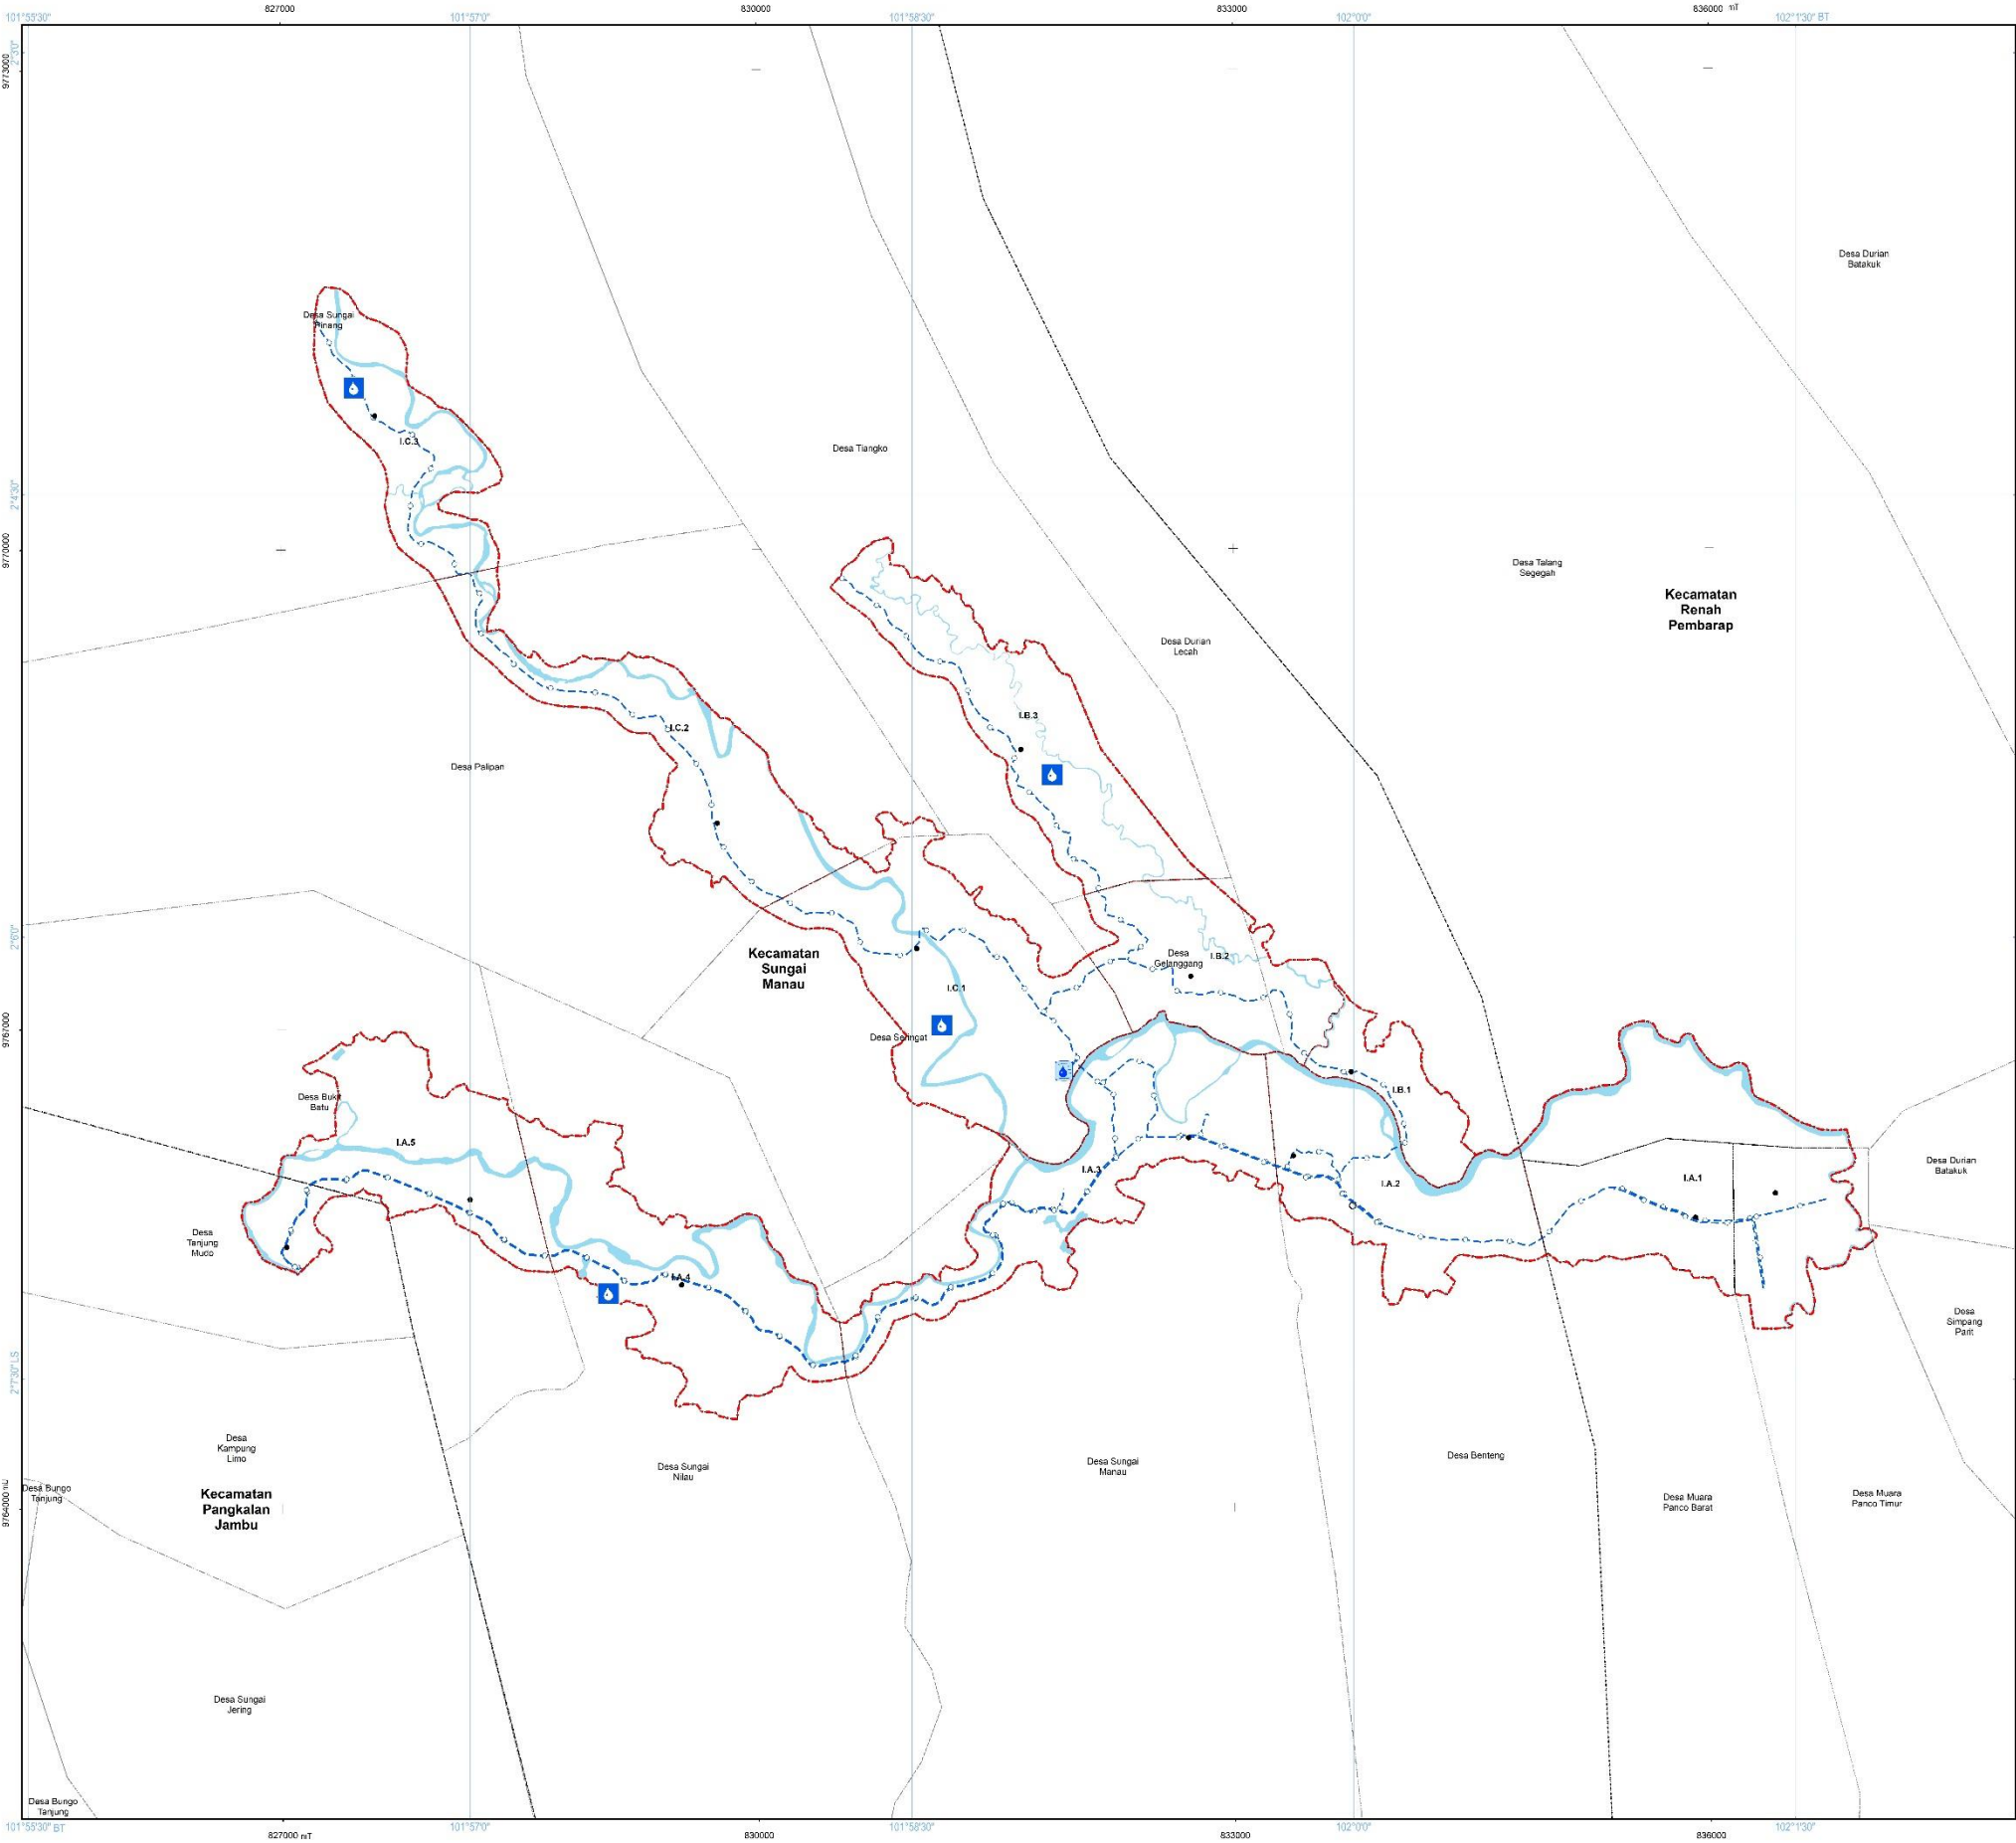 827000
830000
833000
836000 mT
101°55'30"
101°57'0"
101°58'30"
102°0'0"
102°1'30" BT
9773000
2°3'0"
Desa Durian
Batakuk
Desa Sungai
Pinang
I.C.3
Desa Tiangko
2°4'30"
9770000
Desa Talang
Segegah
Kecamatan
Renah
Pembarap
Desa Durian
Lecah
I.B.3
I.C.2
Desa Palipan
2°6'0"
Kecamatan
Sungai
Manau
Desa
Gelanggang
I.B.2
I.C.1
9767000
Desa Seringat
Desa Bukit
Batu
I.B.1
I.A.5
I.A.3
I.A.2
I.A.1
Desa Durian
Batakuk
Desa
Tanjung
Mudo
I.A.4
Desa
Simpang
Parit
2°7'30" LS
Desa
Kampung
Limo
Desa Sungai
Nilau
Desa Sungai
Manau
Desa Benteng
Desa Bungo
Tanjung
Kecamatan
Pangkalan
Jambu
9764000 mU
Desa Muara
Panco Barat
Desa Muara
Panco Timur
Desa Sungai
Jering
Desa Bungo
Tanjung
101°55'30" BT
101°57'0"
101°58'30"
102°0'0"
102°1'30"
827000 mT
830000
833000
836000